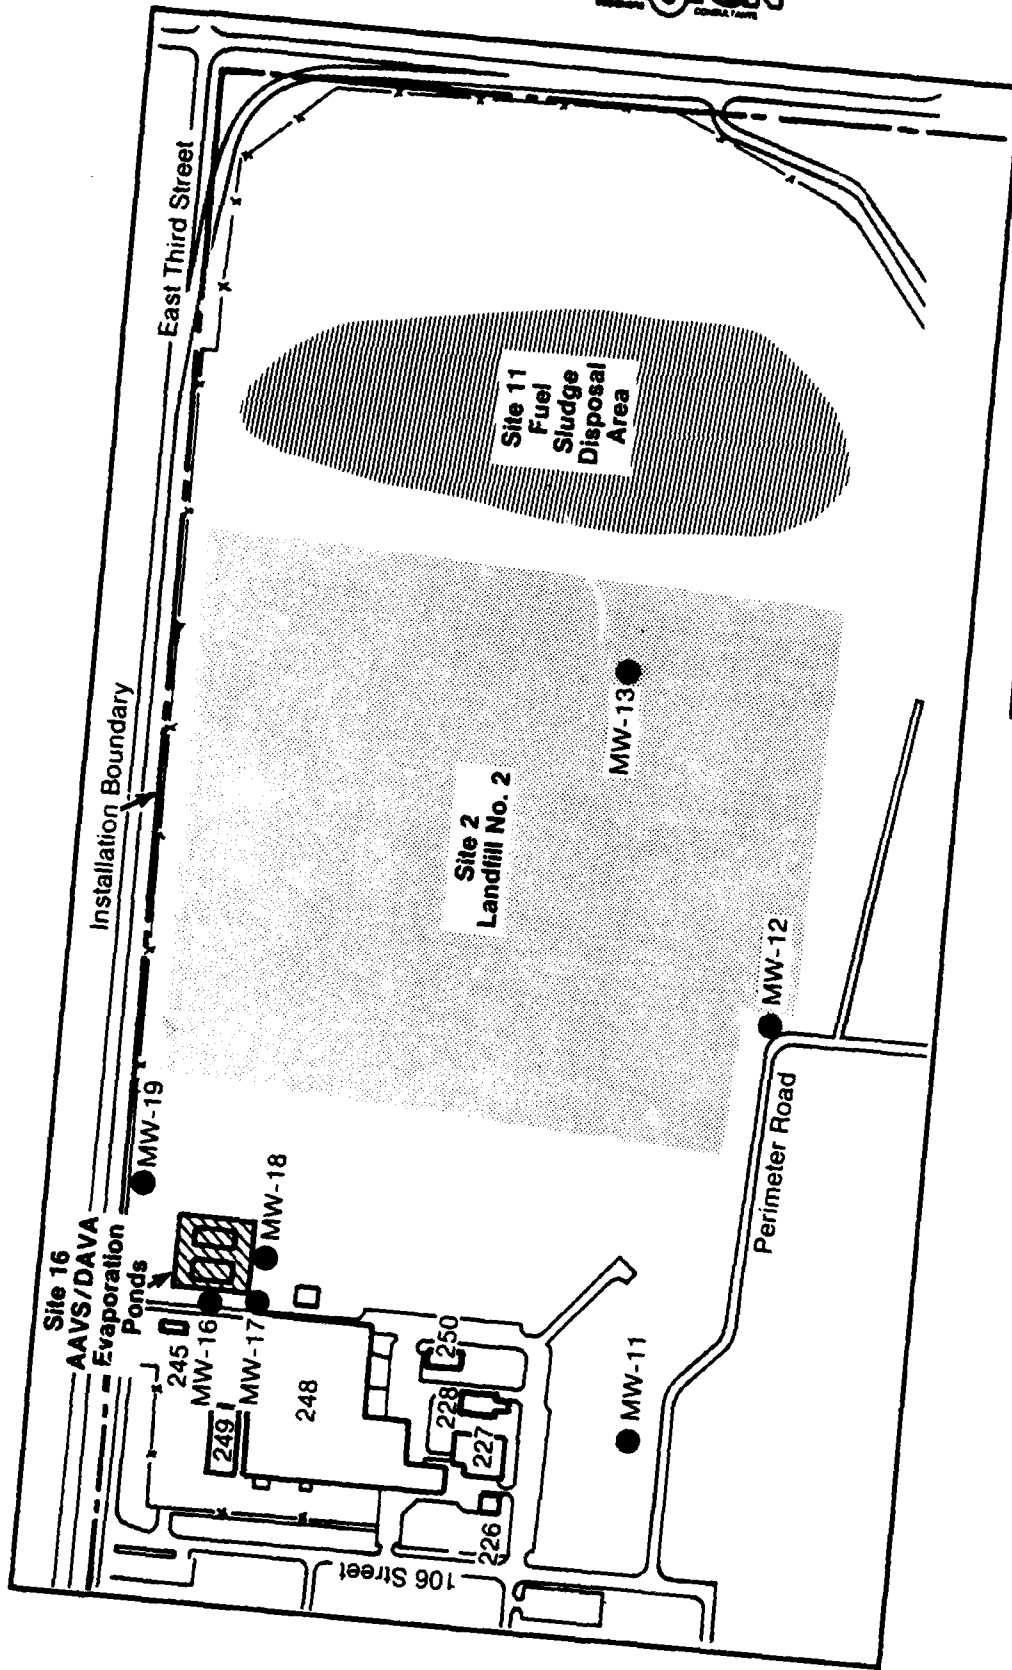 CONSULTANTS
East Third Street
Installation Boundary
Site 11
Fuel
Sludge
Disposal
Area
Site 2
Landfill No. 2
MW-13
MW-12
MW-19
MW-18
Site 16
AAVS/DAVA
Evaporation
Ponds
245
MW-16
MW-17
249
248
250
228
227
226
MW-11
Perimeter Road
106 Street